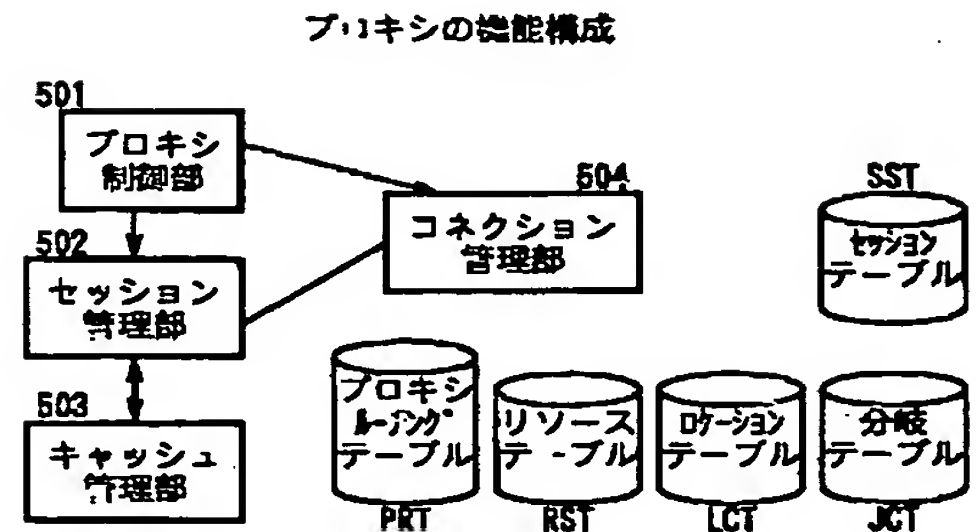 プロキシの機能構成
501
プロキシ
制御部
504
コネクション
管理部
SST
セッション
テーブル
502
セッション
管理部
503
キャッシュ
管理部
プロキシ
ルーティング
テーブル
PRT
リソース
テーブル
RST
ロケーション
テーブル
LCT
分岐
テーブル
JCT